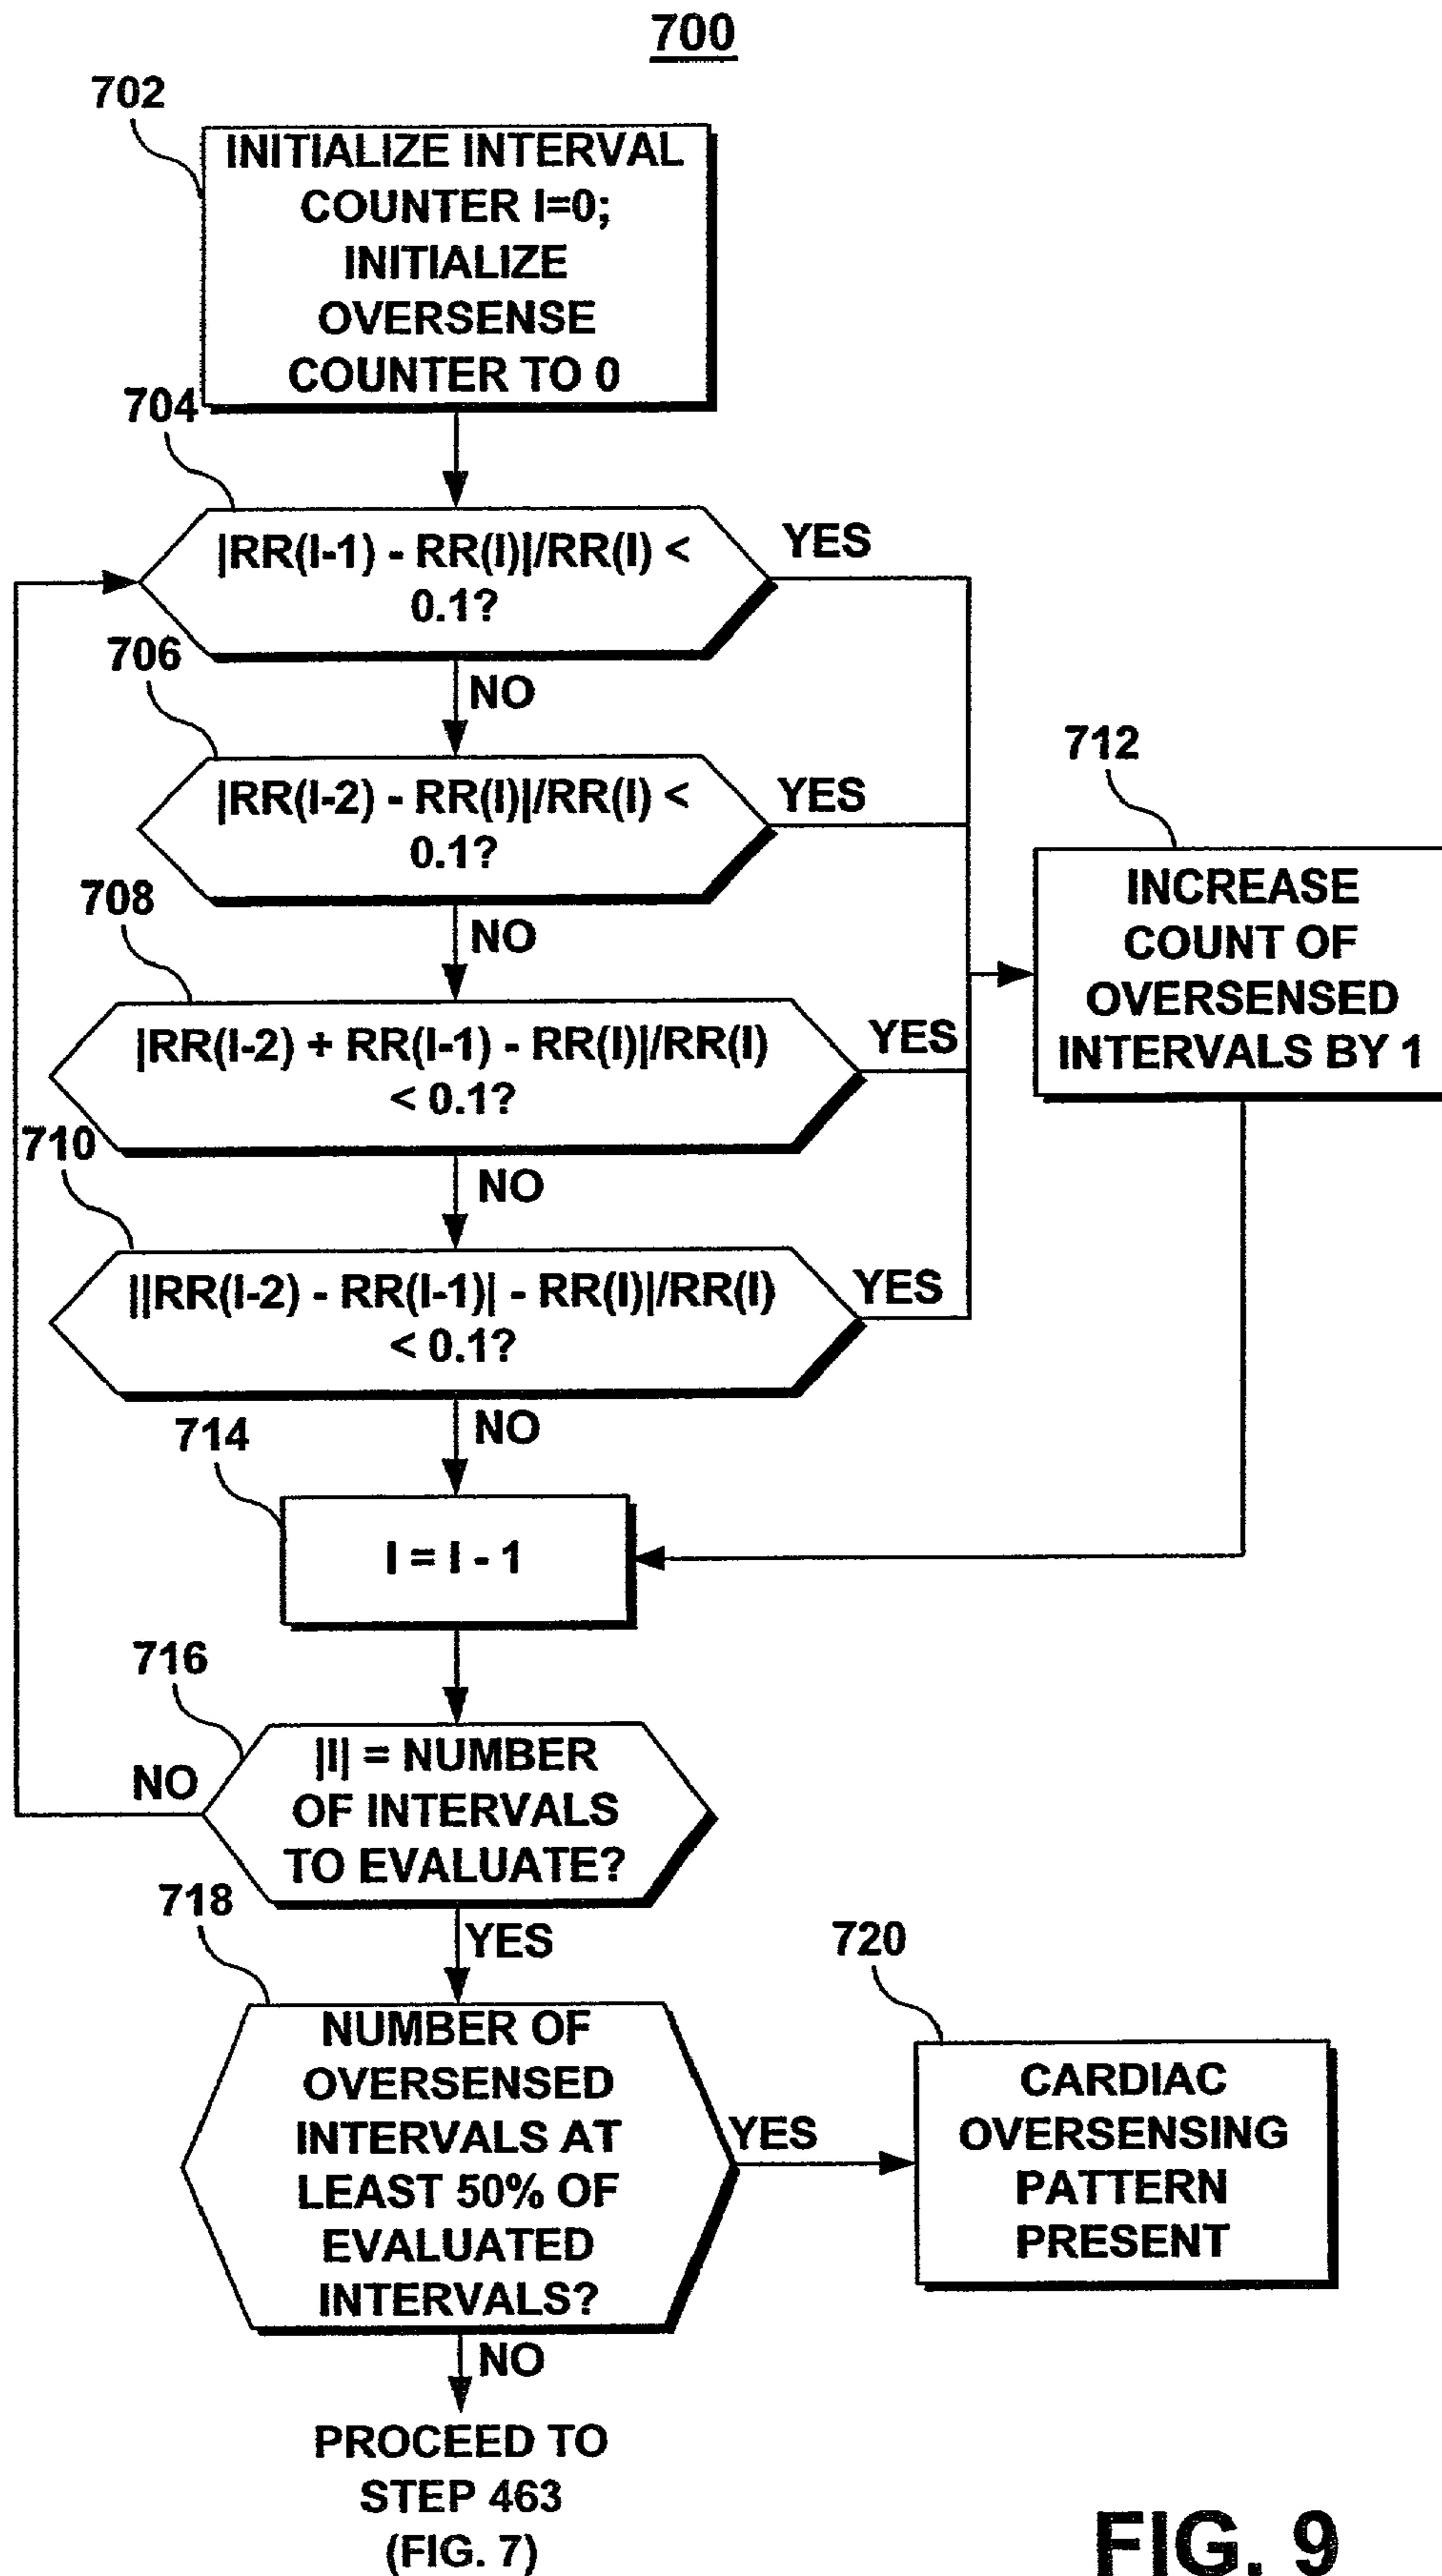 700
702
INITIALIZE INTERVAL
COUNTER I=0;
INITIALIZE
OVERSENSE
COUNTER TO 0
704
|RR(I-1) - RR(I)|/RR(I) <
0.1?
YES
NO
706
|RR(I-2) - RR(I)|/RR(I) <
0.1?
YES
NO
712
INCREASE
COUNT OF
OVERSENSED
INTERVALS BY 1
708
|RR(I-2) + RR(I-1) - RR(I)|/RR(I)
< 0.1?
YES
NO
710
||RR(I-2) - RR(I-1)| - RR(I)|/RR(I)
< 0.1?
YES
NO
714
I = I - 1
716
|I| = NUMBER
OF INTERVALS
TO EVALUATE?
NO
YES
718
NUMBER OF
OVERSENSED
INTERVALS AT
LEAST 50% OF
EVALUATED
INTERVALS?
YES
NO
720
CARDIAC
OVERSENSING
PATTERN
PRESENT
PROCEED TO
STEP 463
(FIG. 7)
FIG. 9